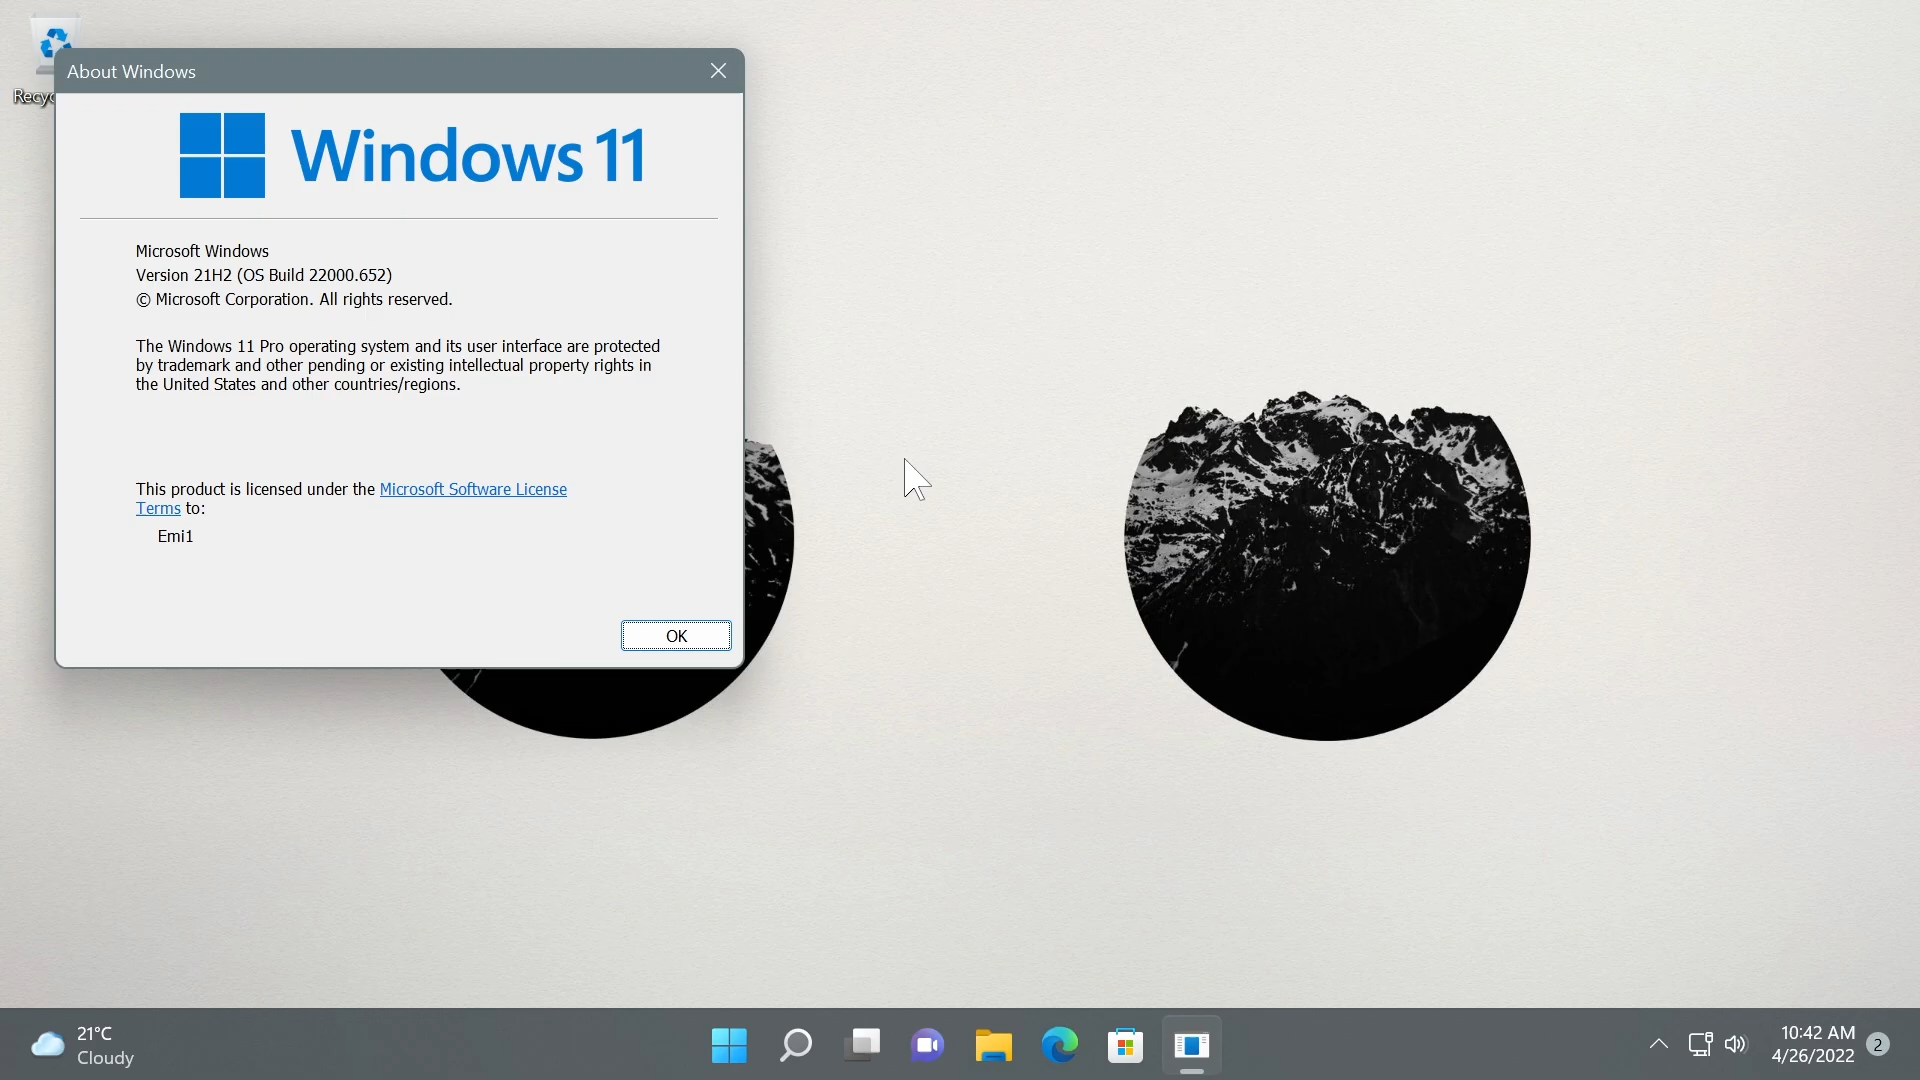 Recyc
About Windows
Windows 11
Microsoft Windows
Version 21H2 (OS Build 22000.652)
© Microsoft Corporation. All rights reserved.
The Windows 11 Pro operating system and its user interface are protected
by trademark and other pending or existing intellectual property rights in
the United States and other countries/regions.
This product is licensed under the Microsoft Software License
Terms to:
Emi1
OK
21°C
Cloudy
10:42 AM
4/26/2022
2